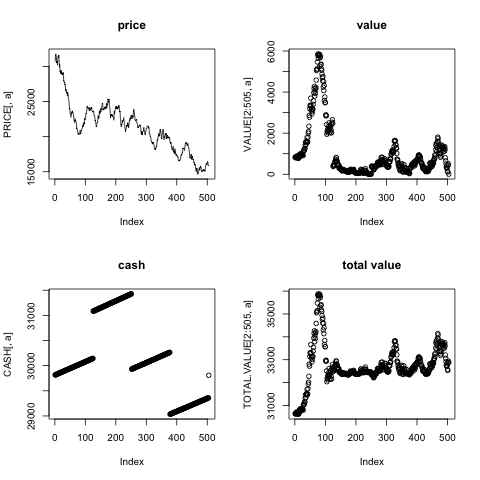 price
PRICE[, a]
15000 25000
0 100 200 300 400 500
Index
value
VALUE[2:505, a]
0 2000 4000 6000
0 100 200 300 400 500
Index
cash
CASH[, a]
29000 30000 31000
0 100 200 300 400 500
Index
total value
TOTAL.VALUE[2:505, a]
31000 33000 35000
0 100 200 300 400 500
Index